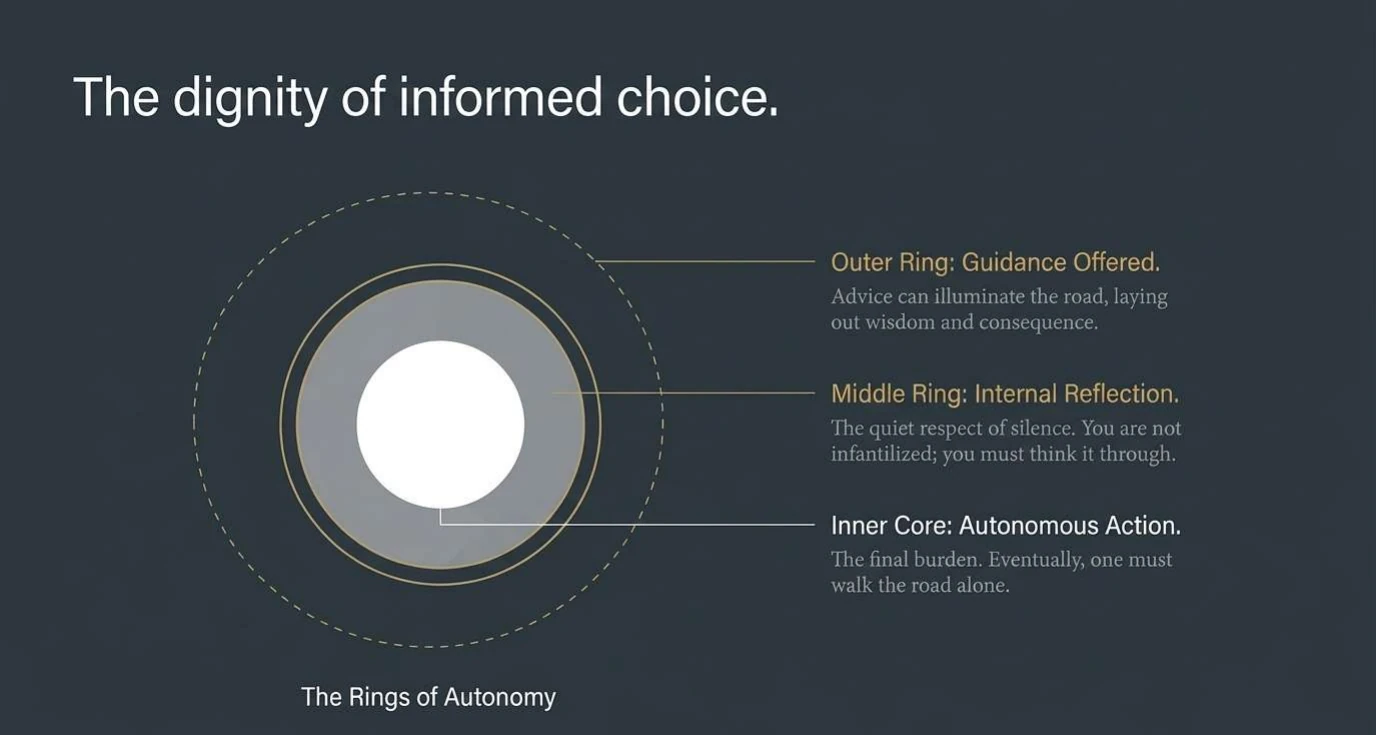 The dignity of informed choice.
Outer Ring: Guidance Offered.
Advice can illuminate the road, laying
out wisdom and consequence.
Middle Ring: Internal Reflection.
The quiet respect of silence. You are not
infantilized; you must think it through.
Inner Core: Autonomous Action.
The final burden. Eventually, one must
walk the road alone.
The Rings of Autonomy